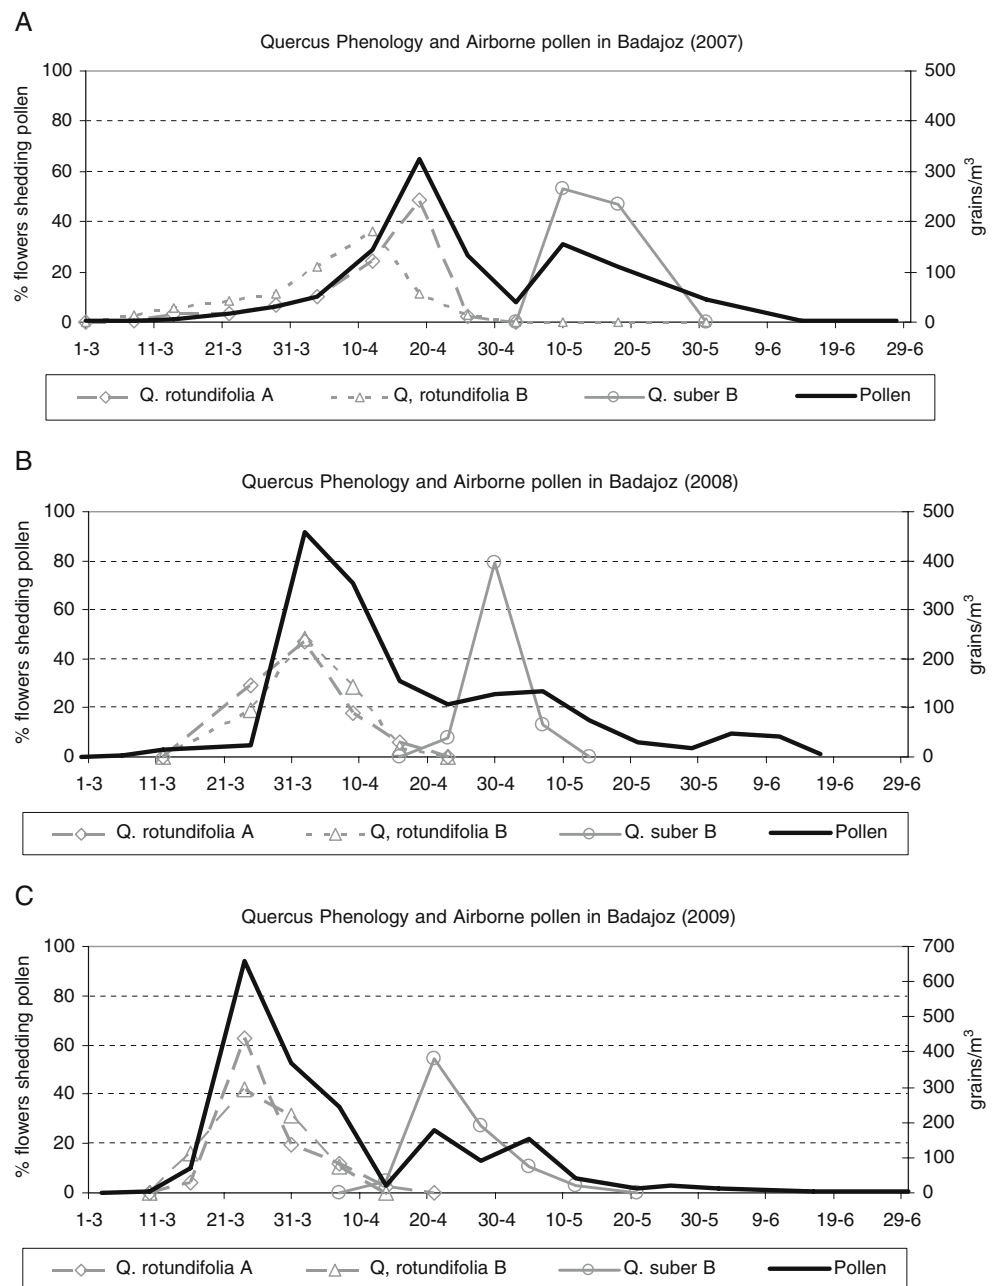 A
Quercus Phenology and Airborne pollen in Badajoz (2007)
% flowers shedding pollen
100
80
60
40
20
0
500
400
300
200
100
0
grains/m³
1-3 11-3 21-3 31-3 10-4 20-4 30-4 10-5 20-5 30-5 9-6 19-6 29-6
Q. rotundifolia A Q, rotundifolia B Q. suber B Pollen
B
Quercus Phenology and Airborne pollen in Badajoz (2008)
% flowers shedding pollen
100
80
60
40
20
0
500
400
300
200
100
0
grains/m³
1-3 11-3 21-3 31-3 10-4 20-4 30-4 10-5 20-5 30-5 9-6 19-6 29-6
Q. rotundifolia A Q, rotundifolia B Q. suber B Pollen
C
Quercus Phenology and Airborne pollen in Badajoz (2009)
% flowers shedding pollen
100
80
60
40
20
0
700
600
500
400
300
200
100
0
grains/m³
1-3 11-3 21-3 31-3 10-4 20-4 30-4 10-5 20-5 30-5 9-6 19-6 29-6
Q. rotundifolia A Q, rotundifolia B Q. suber B Pollen